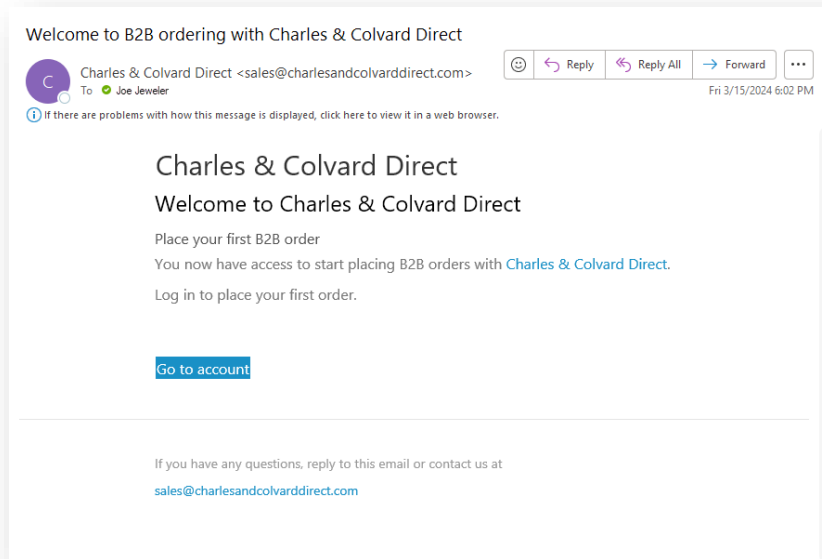 Welcome to B2B ordering with Charles & Colvard Direct
C
Charles & Colvard Direct <sales@charlesandcolvarddirect.com>
To Joe Jeweler
Reply
Reply All
Forward
Fri 3/15/2024 6:02 PM
If there are problems with how this message is displayed, click here to view it in a web browser.
Charles & Colvard Direct
Welcome to Charles & Colvard Direct
Place your first B2B order
You now have access to start placing B2B orders with Charles & Colvard Direct.
Log in to place your first order.
Go to account
If you have any questions, reply to this email or contact us at
sales@charlesandcolvarddirect.com